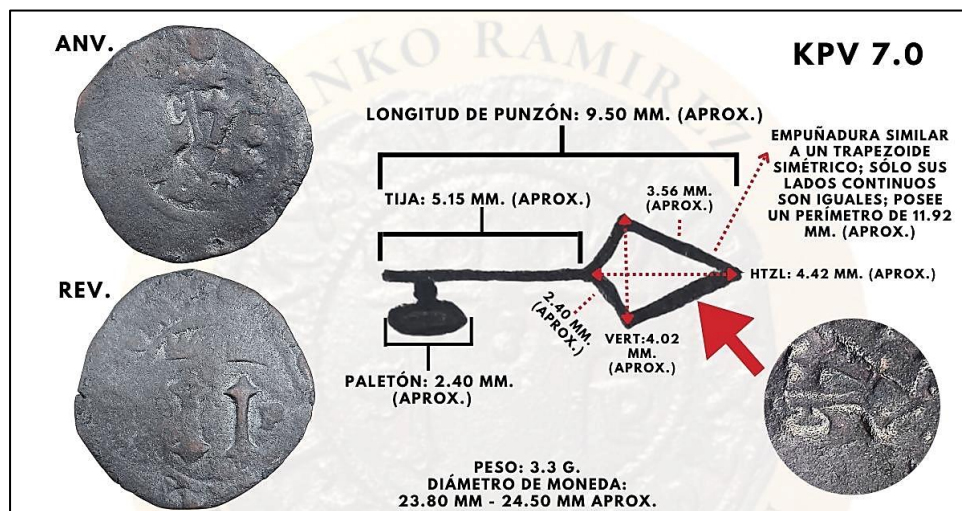 ANKO RAMIREZ
ANV.
KPV 7.0
LONGITUD DE PUNZÓN: 9.50 MM. (APROX.)
EMPUÑADURA SIMILAR
A UN TRAPEZOIDE
SIMÉTRICO; SÓLO SUS
LADOS CONTINUOS
SON IGUALES; POSEE
UN PERÍMETRO DE 11.92
MM. (APROX.)
3.56 MM.
(APROX.)
TIJA: 5.15 MM. (APROX.)
HTZL: 4.42 MM. (APROX.)
REV.
2.40 MM.
(APROX.)
VERT:4.02
MM.
(APROX.)
PALETÓN: 2.40 MM.
(APROX.)
PESO: 3.3 G.
DIÁMETRO DE MONEDA:
23.80 MM - 24.50 MM APROX.